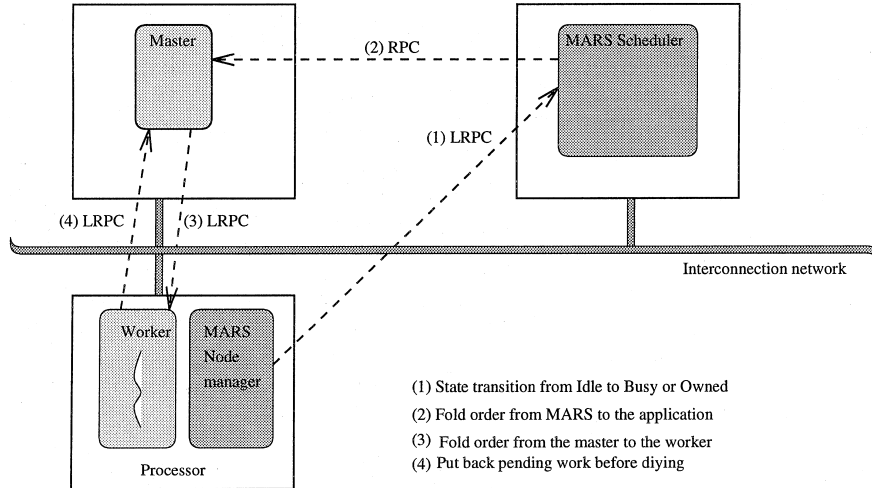 Master
(2) RPC
MARS Scheduler
(1) LRPC
(4) LRPC
(3) LRPC
Interconnection network
Worker
MARS
Node
manager
Processor
(1) State transition from Idle to Busy or Owned
(2) Fold order from MARS to the application
(3) Fold order from the master to the worker
(4) Put back pending work before diying